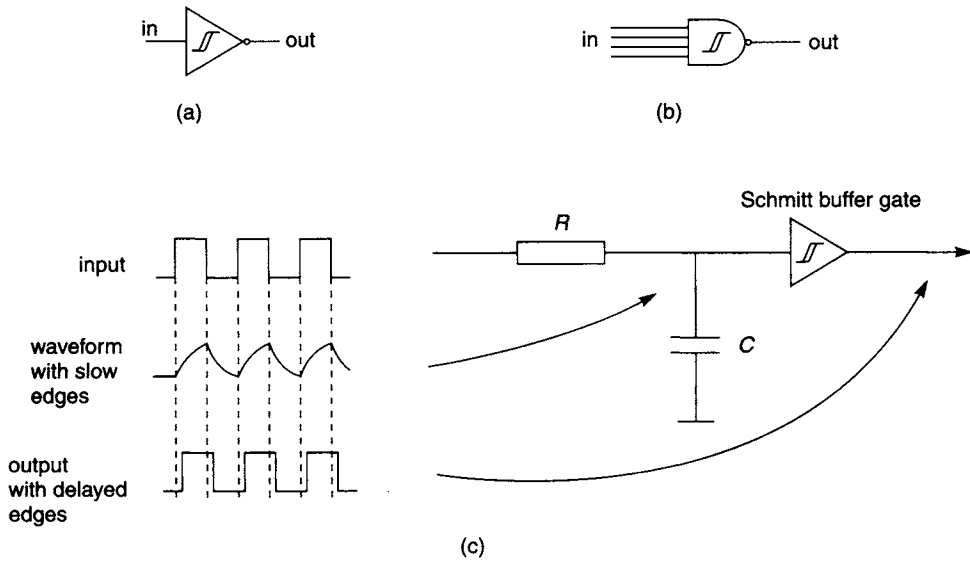 in
out
(a)
in
out
(b)
Schmitt buffer gate
R
C
input
waveform
with slow
edges
output
with delayed
edges
(c)